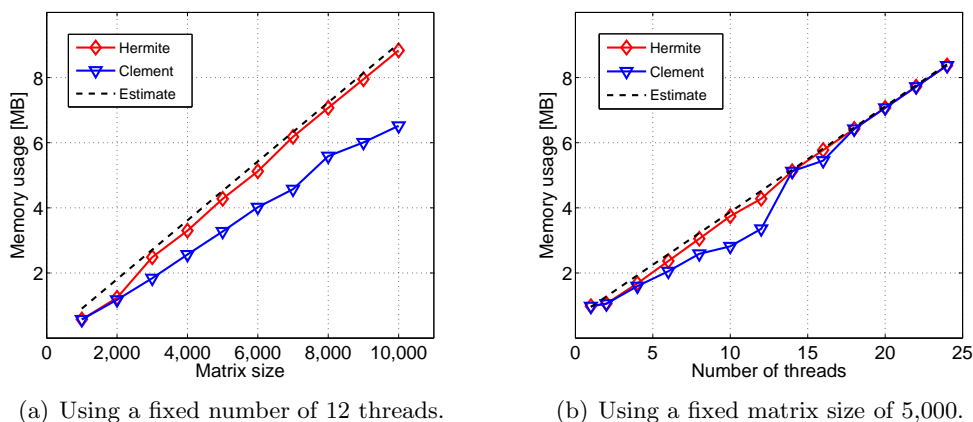 Memory usage [MB]
8
6
4
2
Hermite
Clement
Estimate
0 2,000 4,000 6,000 8,000 10,000
Matrix size
(a) Using a fixed number of 12 threads.
Memory usage [MB]
8
6
4
2
Hermite
Clement
Estimate
0 5 10 15 20 25
Number of threads
(b) Using a fixed matrix size of 5,000.